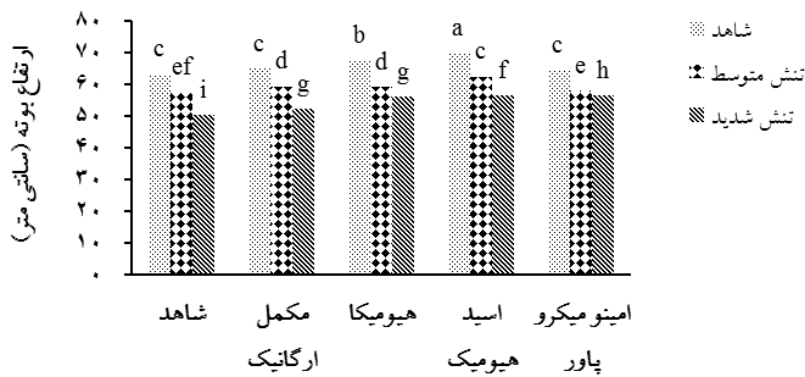 ارتفاع بوته (سانتی متر)
۸۰
۷۰
۶۰
۵۰
۴۰
۳۰
۲۰
۱۰
۰
c ef i
c d g
b d g
a c f
c e h
شاهد
مکمل ارگانیک
هیومیکا
اسید هیومیک
امینو میکرو پاور
شاهد
تنش متوسط
تنش شدید